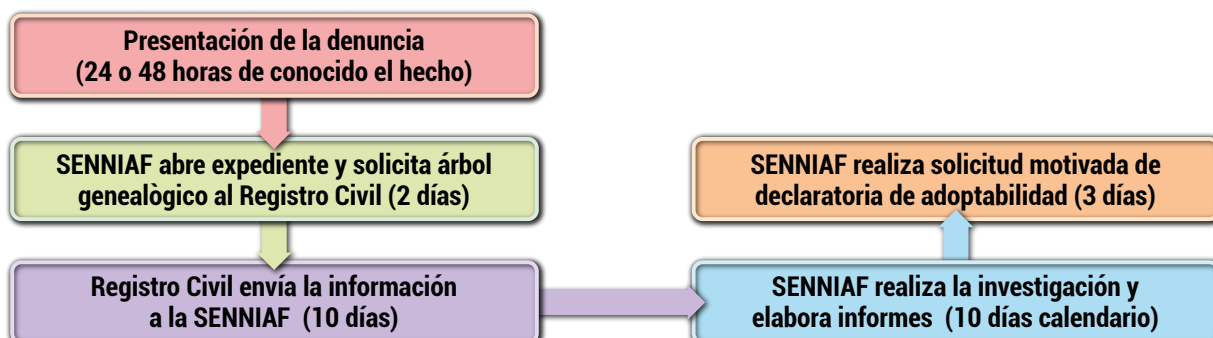 Presentación de la denuncia
(24 o 48 horas de conocido el hecho)
SENNIAF abre expediente y solicita árbol
genealògico al Registro Civil (2 días)
Registro Civil envía la información
a la SENNIAF (10 días)
SENNIAF realiza la investigación y
elabora informes (10 días calendario)
SENNIAF realiza solicitud motivada de
declaratoria de adoptabilidad (3 días)